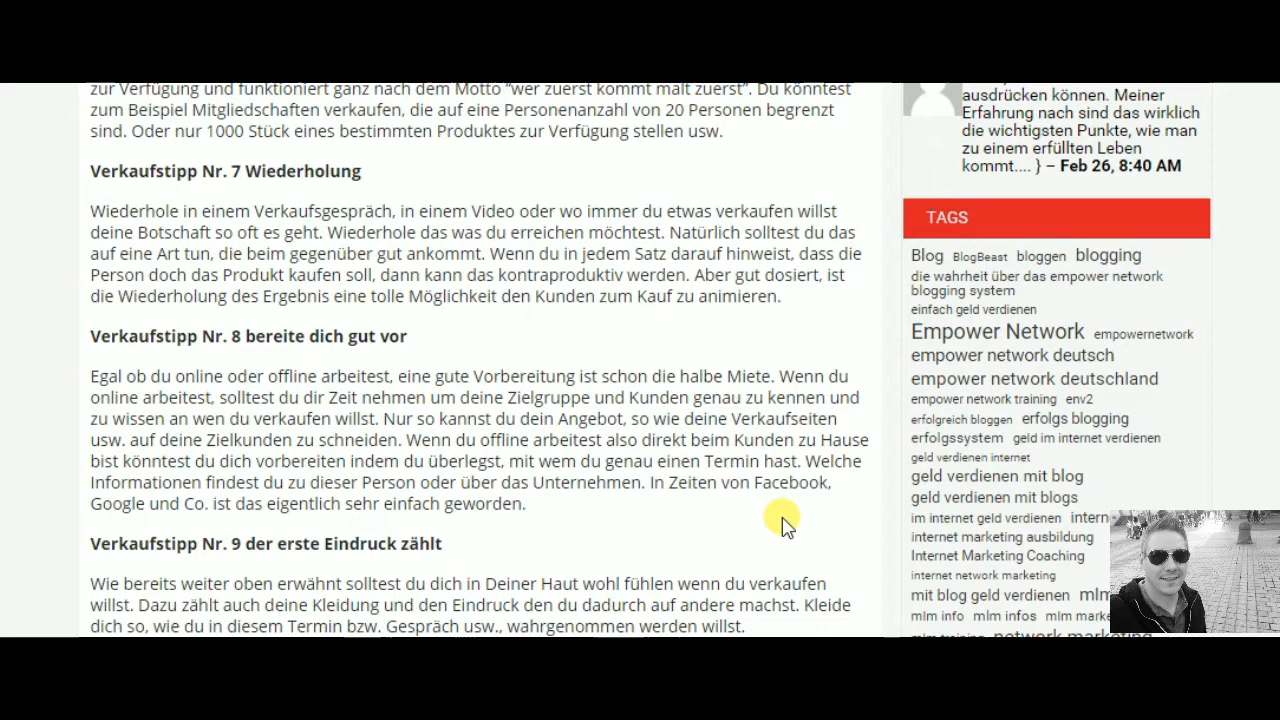 zur Verfügung und funktioniert ganz nach dem Motto “wer zuerst kommt malt zuerst”. Du könntest
zum Beispiel Mitgliedschaften verkaufen, die auf eine Personenanzahl von 20 Personen begrenzt
sind. Oder nur 1000 Stück eines bestimmten Produktes zur Verfügung stellen usw.
Verkaufstipp Nr. 7 Wiederholung
Wiederhole in einem Verkaufsgespräch, in einem Video oder wo immer du etwas verkaufen willst
deine Botschaft so oft es geht. Wiederhole das was du erreichen möchtest. Natürlich solltest du das
auf eine Art tun, die beim gegenüber gut ankommt. Wenn du in jedem Satz darauf hinweist, dass die
Person doch das Produkt kaufen soll, dann kann das kontraproduktiv werden. Aber gut dosiert, ist
die Wiederholung des Ergebnis eine tolle Möglichkeit den Kunden zum Kauf zu animieren.
Verkaufstipp Nr. 8 bereite dich gut vor
Egal ob du online oder offline arbeitest, eine gute Vorbereitung ist schon die halbe Miete. Wenn du
online arbeitest, solltest du dir Zeit nehmen um deine Zielgruppe und Kunden genau zu kennen und
zu wissen an wen du verkaufen willst. Nur so kannst du dein Angebot, so wie deine Verkaufseiten
usw. auf deine Zielkunden zu schneiden. Wenn du offline arbeitest also direkt beim Kunden zu Hause
bist könntest du dich vorbereiten indem du überlegst, mit wem du genau einen Termin hast. Welche
Informationen findest du zu dieser Person oder über das Unternehmen. In Zeiten von Facebook,
Google und Co. ist das eigentlich sehr einfach geworden.
Verkaufstipp Nr. 9 der erste Eindruck zählt
Wie bereits weiter oben erwähnt solltest du dich in Deiner Haut wohl fühlen wenn du verkaufen
willst. Dazu zählt auch deine Kleidung und den Eindruck den du dadurch auf andere machst. Kleide
dich so, wie du in diesem Termin bzw. Gespräch usw., wahrgenommen werden willst.
ausdrücken können. Meiner
Erfahrung nach sind das wirklich
die wichtigsten Punkte, wie man
zu einem erfüllten Leben
kommt.... } – Feb 26, 8:40 AM
TAGS
Blog BlogBeast bloggen blogging
die wahrheit über das empower network
blogging system
einfach geld verdienen
Empower Network empowernetwork
empower network deutsch
empower network deutschland
empower network training env2
erfolgreich bloggen erfolgs blogging
erfolgssystem geld im internet verdienen
geld verdienen internet
geld verdienen mit blog
geld verdienen mit blogs
im internet geld verdienen intern
internet marketing ausbildung
Internet Marketing Coaching
internet network marketing
mit blog geld verdienen mlm
mlm info mlm infos mlm marke
mlm training network marketing